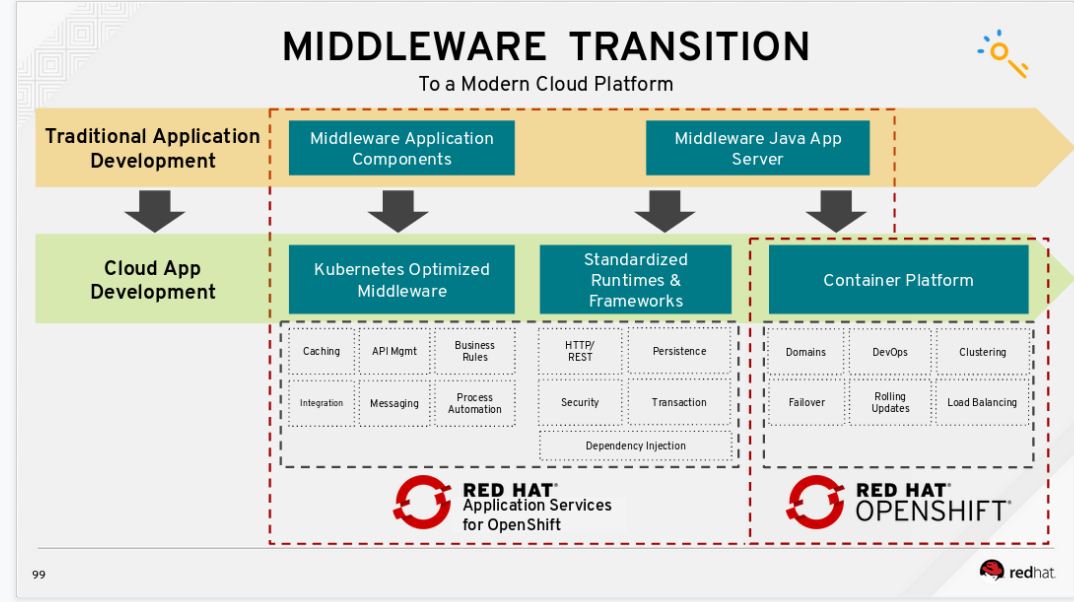 MIDDLEWARE TRANSITION
To a Modern Cloud Platform
Traditional Application
Development
Middleware Application
Components
Middleware Java App
Server
Cloud App
Development
Kubernetes Optimized
Middleware
Standardized
Runtimes &
Frameworks
Container Platform
Caching
API Mgmt
Business
Rules
Integration
Messaging
Process
Automation
HTTP/
REST
Persistence
Security
Transaction
Dependency Injection
Domains
DevOps
Clustering
Failover
Rolling
Updates
Load Balancing
RED HAT®
Application Services
for OpenShift
RED HAT®
OPENSHIFT®
99
redhat.